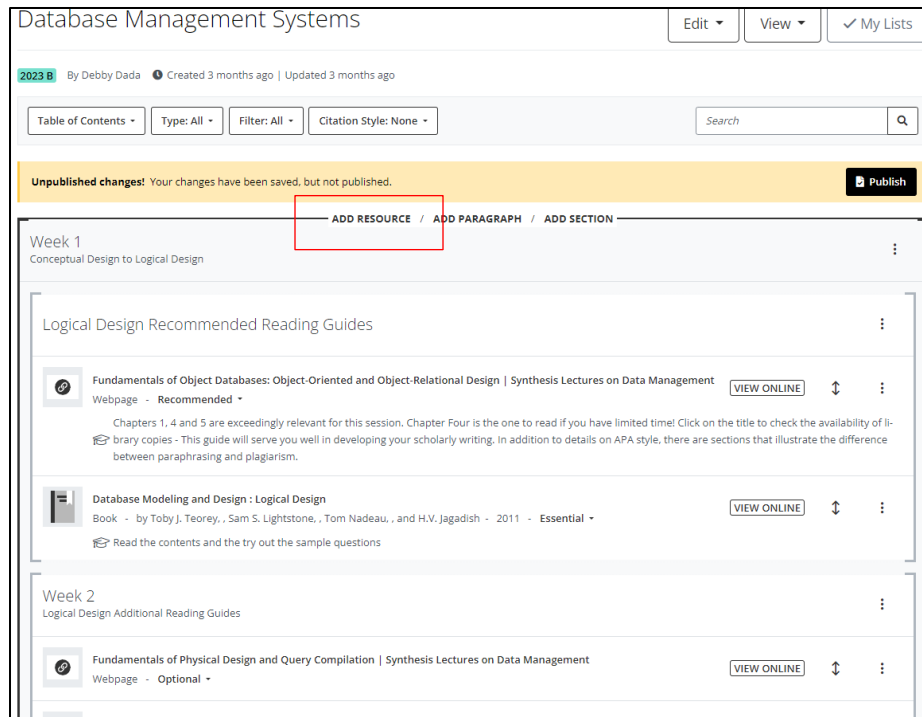 Database Management Systems
Edit
View
My Lists
2023 B By Debby Dada Created 3 months ago | Updated 3 months ago
Table of Contents
Type: All
Filter: All
Citation Style: None
Search
Unpublished changes! Your changes have been saved, but not published.
Publish
ADD RESOURCE / ADD PARAGRAPH / ADD SECTION
Week 1
Conceptual Design to Logical Design
Logical Design Recommended Reading Guides
Fundamentals of Object Databases: Object-Oriented and Object-Relational Design | Synthesis Lectures on Data Management
Webpage - Recommended
VIEW ONLINE
Chapters 1, 4 and 5 are exceedingly relevant for this session. Chapter Four is the one to read if you have limited time! Click on the title to check the availability of li-
brary copies - This guide will serve you well in developing your scholarly writing. In addition to details on APA style, there are sections that illustrate the difference
between paraphrasing and plagiarism.
Database Modeling and Design : Logical Design
Book - by Toby J. Teorey, , Sam S. Lightstone, , Tom Nadeau, , and H.V. Jagadish - 2011 - Essential
VIEW ONLINE
Read the contents and the try out the sample questions
Week 2
Logical Design Additional Reading Guides
Fundamentals of Physical Design and Query Compilation | Synthesis Lectures on Data Management
Webpage - Optional
VIEW ONLINE